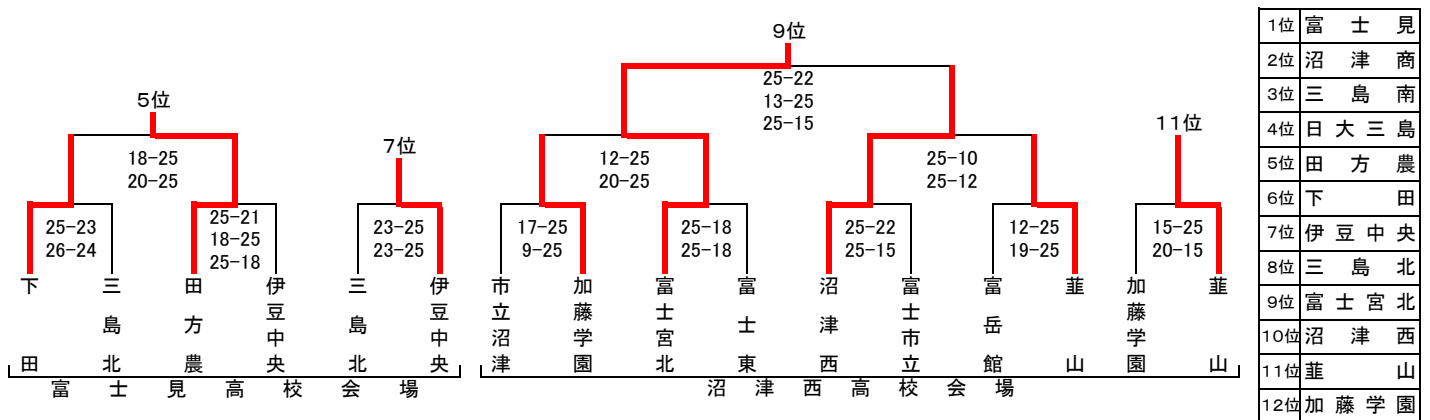 9位
25-22
13-25
25-15
5位
18-25
20-25
7位
12-25
20-25
25-10
25-12
11位
25-23
26-24
25-21
18-25
25-18
23-25
23-25
17-25
9-25
25-18
25-18
25-22
25-15
12-25
19-25
15-25
20-15
下田
三島北
田方農
伊豆中央
三島北
伊豆中央
市立沼津
加藤学園
富士宮北
富士東
沼津西
富士市立
富岳館
韮山
加藤学園
韮山
富士見高校会場
沼津西高校会場
1位 富士見
2位 沼津商
3位 三島南
4位 日大三島
5位 田方農
6位 下田
7位 伊豆中央
8位 三島北
9位 富士宮北
10位 沼津西
11位 韮山
12位 加藤学園